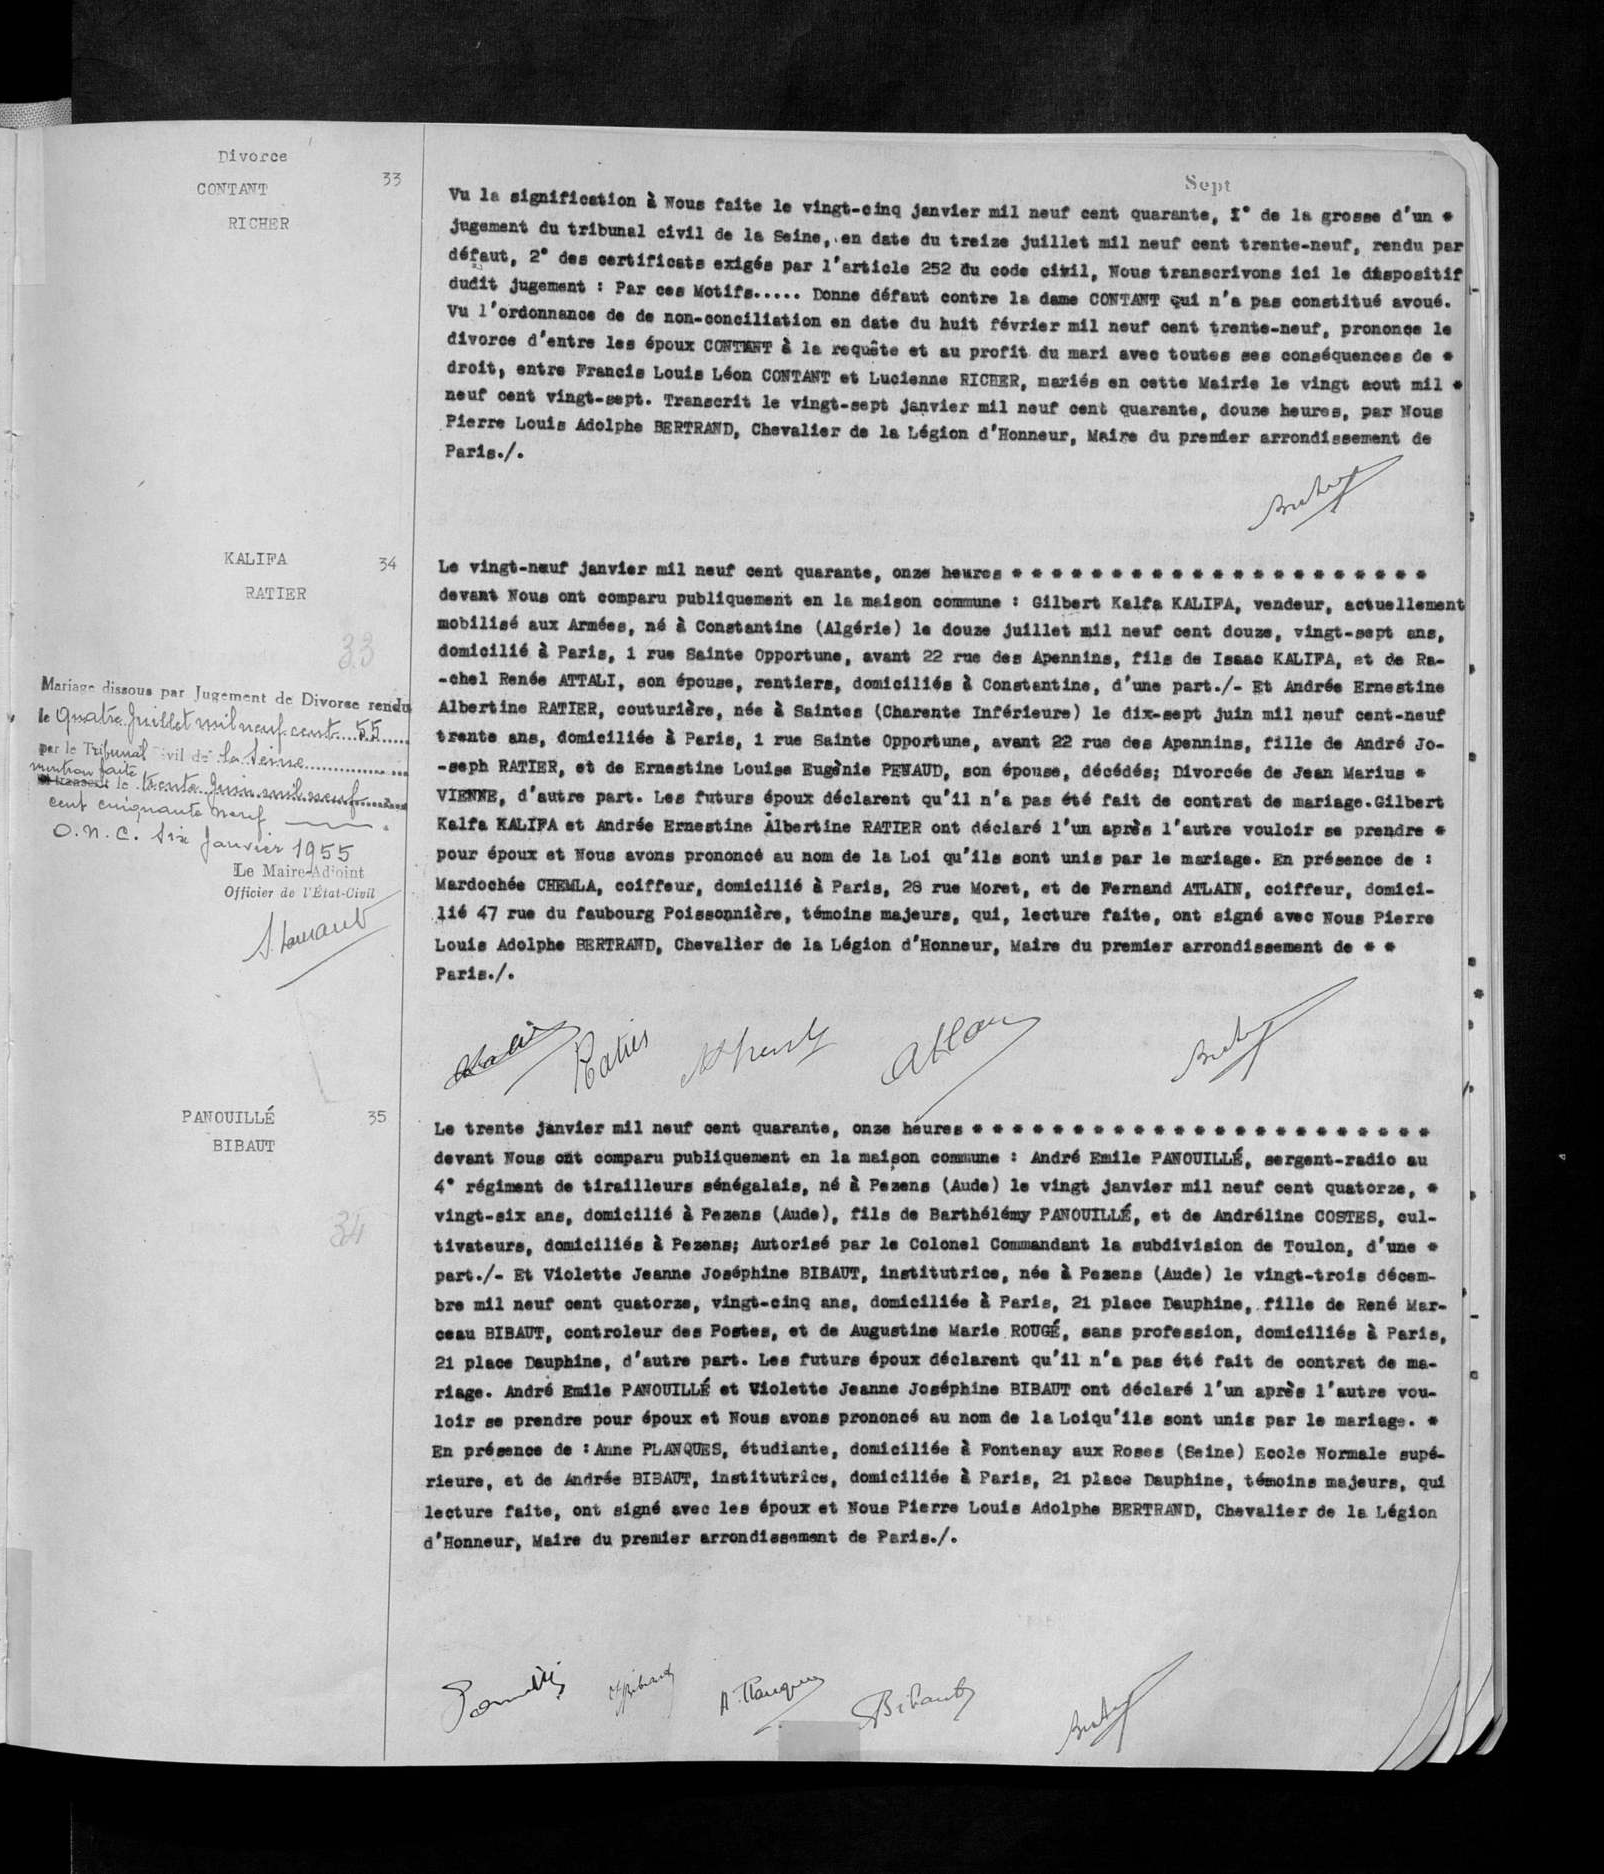 Divorce
CONTANT
RICHER
33
Sept
Vu la signification à Nous faite le vingt-cinq janvier mil neuf cent quarante, I° de la grosse d'un *
jugement du tribunal civil de la Seine, en date du treize juillet mil neuf cent trente-neuf, rendu par
défaut, 2° des certificats exigés par l'article 252 du code civil, Nous transcrivons ici le dispositif
dudit jugement : Par ces Motifs..... Donne défaut contre la dame CONTANT qui n'a pas constitué avoué.
Vu l'ordonnance de de non-conciliation en date du huit février mil neuf cent trente-neuf, prononce le
divorce d'entre les époux CONTANT à la requête et au profit du mari avec toutes ses conséquences de *
droit, entre Francis Louis Léon CONTANT et Lucienne RICHER, mariés en cette Mairie le vingt aout mil *
neuf cent vingt-sept. Transcrit le vingt-sept janvier mil neuf cent quarante, douze heures, par Nous
Pierre Louis Adolphe BERTRAND, Chevalier de la Légion d'Honneur, Maire du premier arrondissement de
Paris./.
KALIFA
RATIER
34
33
Mariage dissous par Jugement de Divorce rendu
le quatre Juillet mil neuf cent 55
par le Tribunal Civil de la Seine
mention faite
le trente Juin mil neuf
cent cinquante neuf
O.N.C. Six Janvier 1955
Le Maire-Adjoint
Officier de l'État-Civil
Le vingt-neuf janvier mil neuf cent quarante, onze heures * * * * * * * * * * * * * * * * * * * * *
devant Nous ont comparu publiquement en la maison commune : Gilbert Kalfa KALIFA, vendeur, actuellement
mobilisé aux Armées, né à Constantine (Algérie) le douze juillet mil neuf cent douze, vingt-sept ans,
domicilié à Paris, 1 rue Sainte Opportune, avant 22 rue des Apennins, fils de Isaac KALIFA, et de Ra-
-chel Renée ATTALI, son épouse, rentiers, domiciliés à Constantine, d'une part./- Et Andrée Ernestine
Albertine RATIER, couturière, née à Saintes (Charente Inférieure) le dix-sept juin mil neuf cent-neuf
trente ans, domiciliée à Paris, 1 rue Sainte Opportune, avant 22 rue des Apennins, fille de André Jo-
-seph RATIER, et de Ernestine Louise Eugènie PENAUD, son épouse, décédés; Divorcée de Jean Marius *
VIENNE, d'autre part. Les futurs époux déclarent qu'il n'a pas été fait de contrat de mariage.Gilbert
Kalfa KALIFA et Andrée Ernestine Albertine RATIER ont déclaré l'un après l'autre vouloir se prendre *
pour époux et Nous avons prononcé au nom de la Loi qu'ils sont unis par le mariage. En présence de :
Mardochée CHEMLA, coiffeur, domicilié à Paris, 28 rue Moret, et de Fernand ATLAIN, coiffeur, domici-
lié 47 rue du faubourg Poissonnière, témoins majeurs, qui, lecture faite, ont signé avec Nous Pierre
Louis Adolphe BERTRAND, Chevalier de la Légion d'Honneur, Maire du premier arrondissement de * *
Paris./.
Ratier
PANOUILLÉ
BIBAUT
35
34
Le trente janvier mil neuf cent quarante, onze heures * * * * * * * * * * * * * * * * * * * * * * *
devant Nous ont comparu publiquement en la maison commune : André Emile PANOUILLÉ, sergent-radio au
4° régiment de tirailleurs sénégalais, né à Pezens (Aude) le vingt janvier mil neuf cent quatorze, *
vingt-six ans, domicilié à Pezens (Aude), fils de Barthélémy PANOUILLÉ, et de Andréline COSTES, cul-
tivateurs, domiciliés à Pezens; Autorisé par le Colonel Commandant la subdivision de Toulon, d'une *
part./- Et Violette Jeanne Joséphine BIBAUT, institutrice, née à Pezens (Aude) le vingt-trois décem-
bre mil neuf cent quatorze, vingt-cinq ans, domiciliée à Paris, 21 place Dauphine, fille de René Mar-
ceau BIBAUT, controleur des Postes, et de Augustine Marie ROUGÉ, sans profession, domiciliés à Paris,
21 place Dauphine, d'autre part. Les futurs époux déclarent qu'il n'a pas été fait de contrat de ma-
riage. André Emile PANOUILLÉ et Violette Jeanne Joséphine BIBAUT ont déclaré l'un après l'autre vou-
loir se prendre pour époux et Nous avons prononcé au nom de la Loiqu'ils sont unis par le mariage. *
En présence de : Anne PLANQUES, étudiante, domiciliée à Fontenay aux Roses (Seine) Ecole Normale supé-
rieure, et de Andrée BIBAUT, institutrice, domiciliée à Paris, 21 place Dauphine, témoins majeurs, qui
lecture faite, ont signé avec les époux et Nous Pierre Louis Adolphe BERTRAND, Chevalier de la Légion
d'Honneur, Maire du premier arrondissement de Paris./.
A. Planques
Bibaut